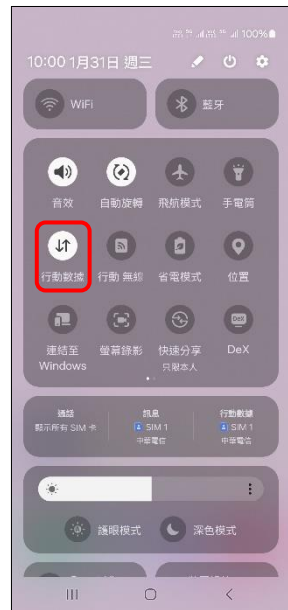 100%
10:00 1月31日 週三
WiFi
藍牙
音效
自動旋轉
飛航模式
手電筒
行動數據
行動 無線
省電模式
位置
連結至
Windows
螢幕錄影
快速分享
只限本人
DeX
DeX
通話
顯示所有 SIM 卡
訊息
SIM 1
中華電信
行動數據
SIM 1
中華電信
護眼模式
深色模式